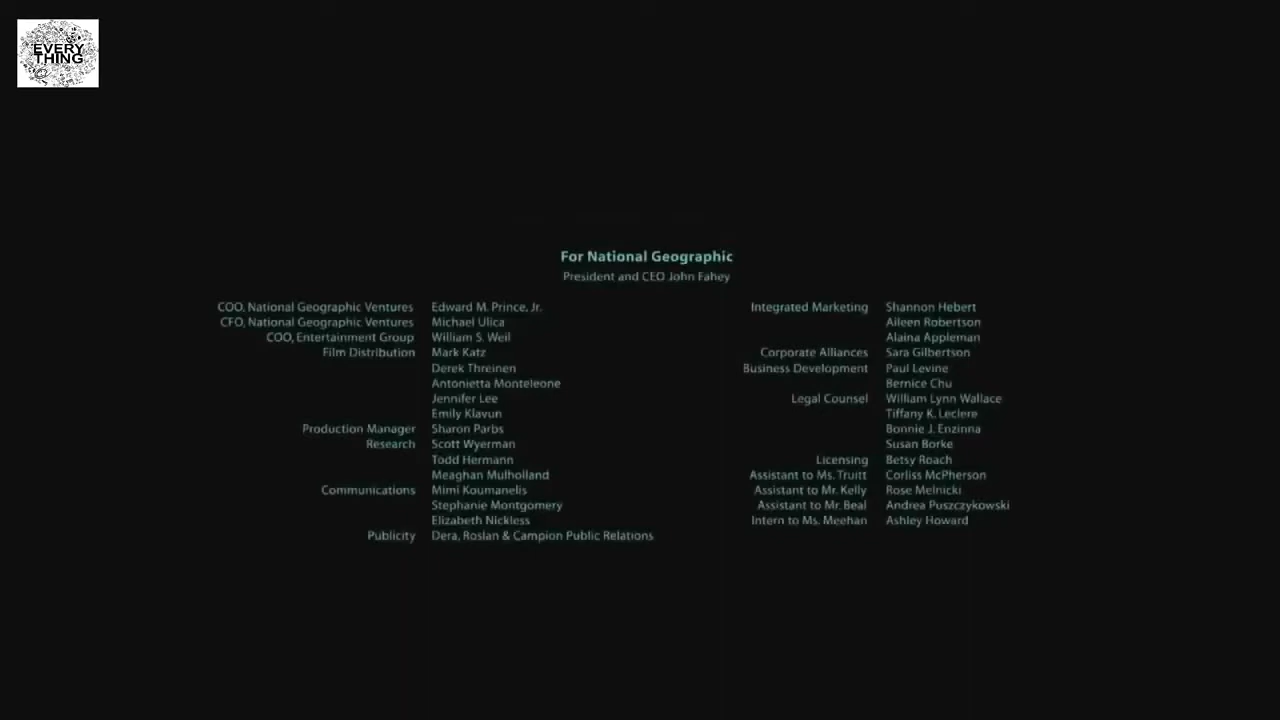 EVERY
THING
For National Geographic
President and CEO John Fahey
COO, National Geographic Ventures Edward M. Prince, Jr.
CFO, National Geographic Ventures Michael Ulica
COO, Entertainment Group William S. Weil
Film Distribution Mark Katz
Derek Threinen
Antonietta Monteleone
Jennifer Lee
Emily Klavun
Production Manager Sharon Parbs
Research Scott Wyerman
Todd Hermann
Meaghan Mulholland
Communications Mimi Koumanelis
Stephanie Montgomery
Elizabeth Nickless
Publicity Dera, Roslan & Campion Public Relations
Integrated Marketing Shannon Hebert
Aileen Robertson
Alaina Appleman
Corporate Alliances Sara Gilbertson
Business Development Paul Levine
Bernice Chu
Legal Counsel William Lynn Wallace
Tiffany K. Leclere
Bonnie J. Enzinna
Susan Borke
Licensing Betsy Roach
Assistant to Ms. Truitt Corliss McPherson
Assistant to Mr. Kelly Rose Melnicki
Assistant to Mr. Beal Andrea Puszczykowski
Intern to Ms. Meehan Ashley Howard